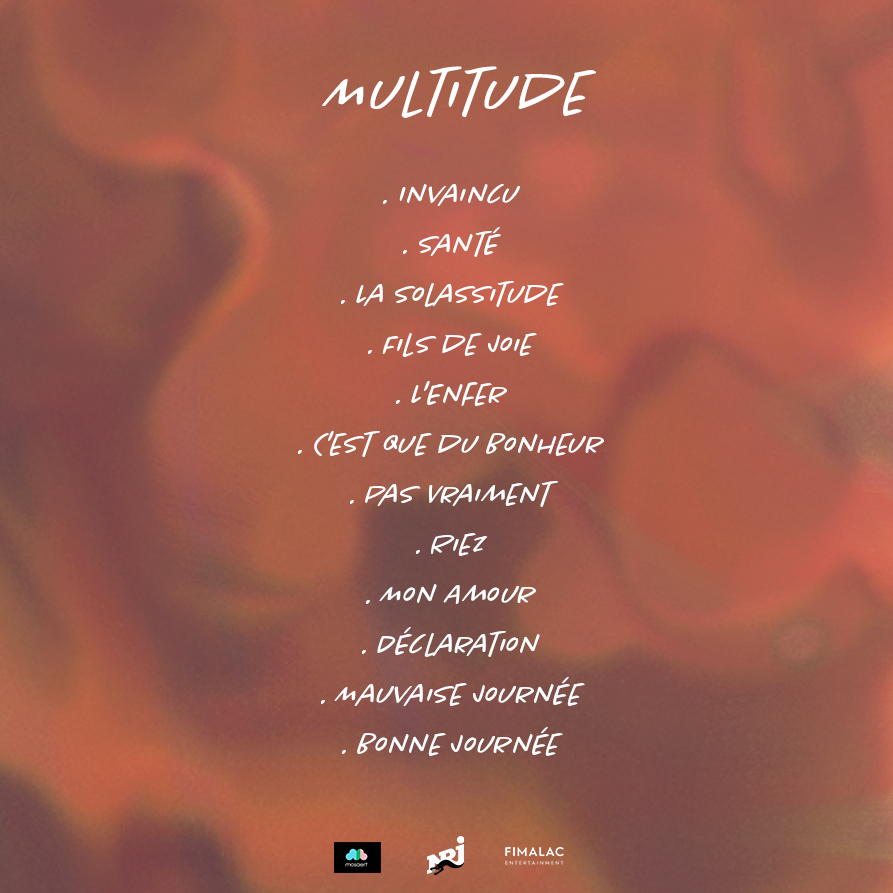 MULTITUDE
. INVAINCU
. SANTÉ
. LA SOLASSITUDE
. FILS DE JOIE
. L'ENFER
. C'EST QUE DU BONHEUR
. PAS VRAIMENT
. RIEZ
. MON AMOUR
. DÉCLARATION
. MAUVAISE JOURNÉE
. BONNE JOURNÉE
mosaert
NRJ
FIMALAC
ENTERTAINMENT